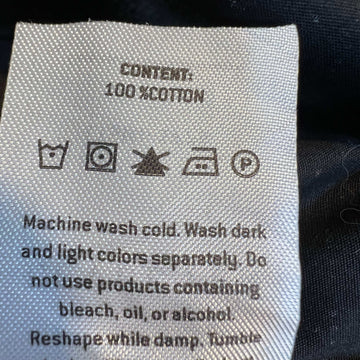 CONTENT:
100 %COTTON
P
Machine wash cold. Wash dark
and light colors separately. Do
not use products containing
bleach, oil, or alcohol.
Reshape while damp. Tumble